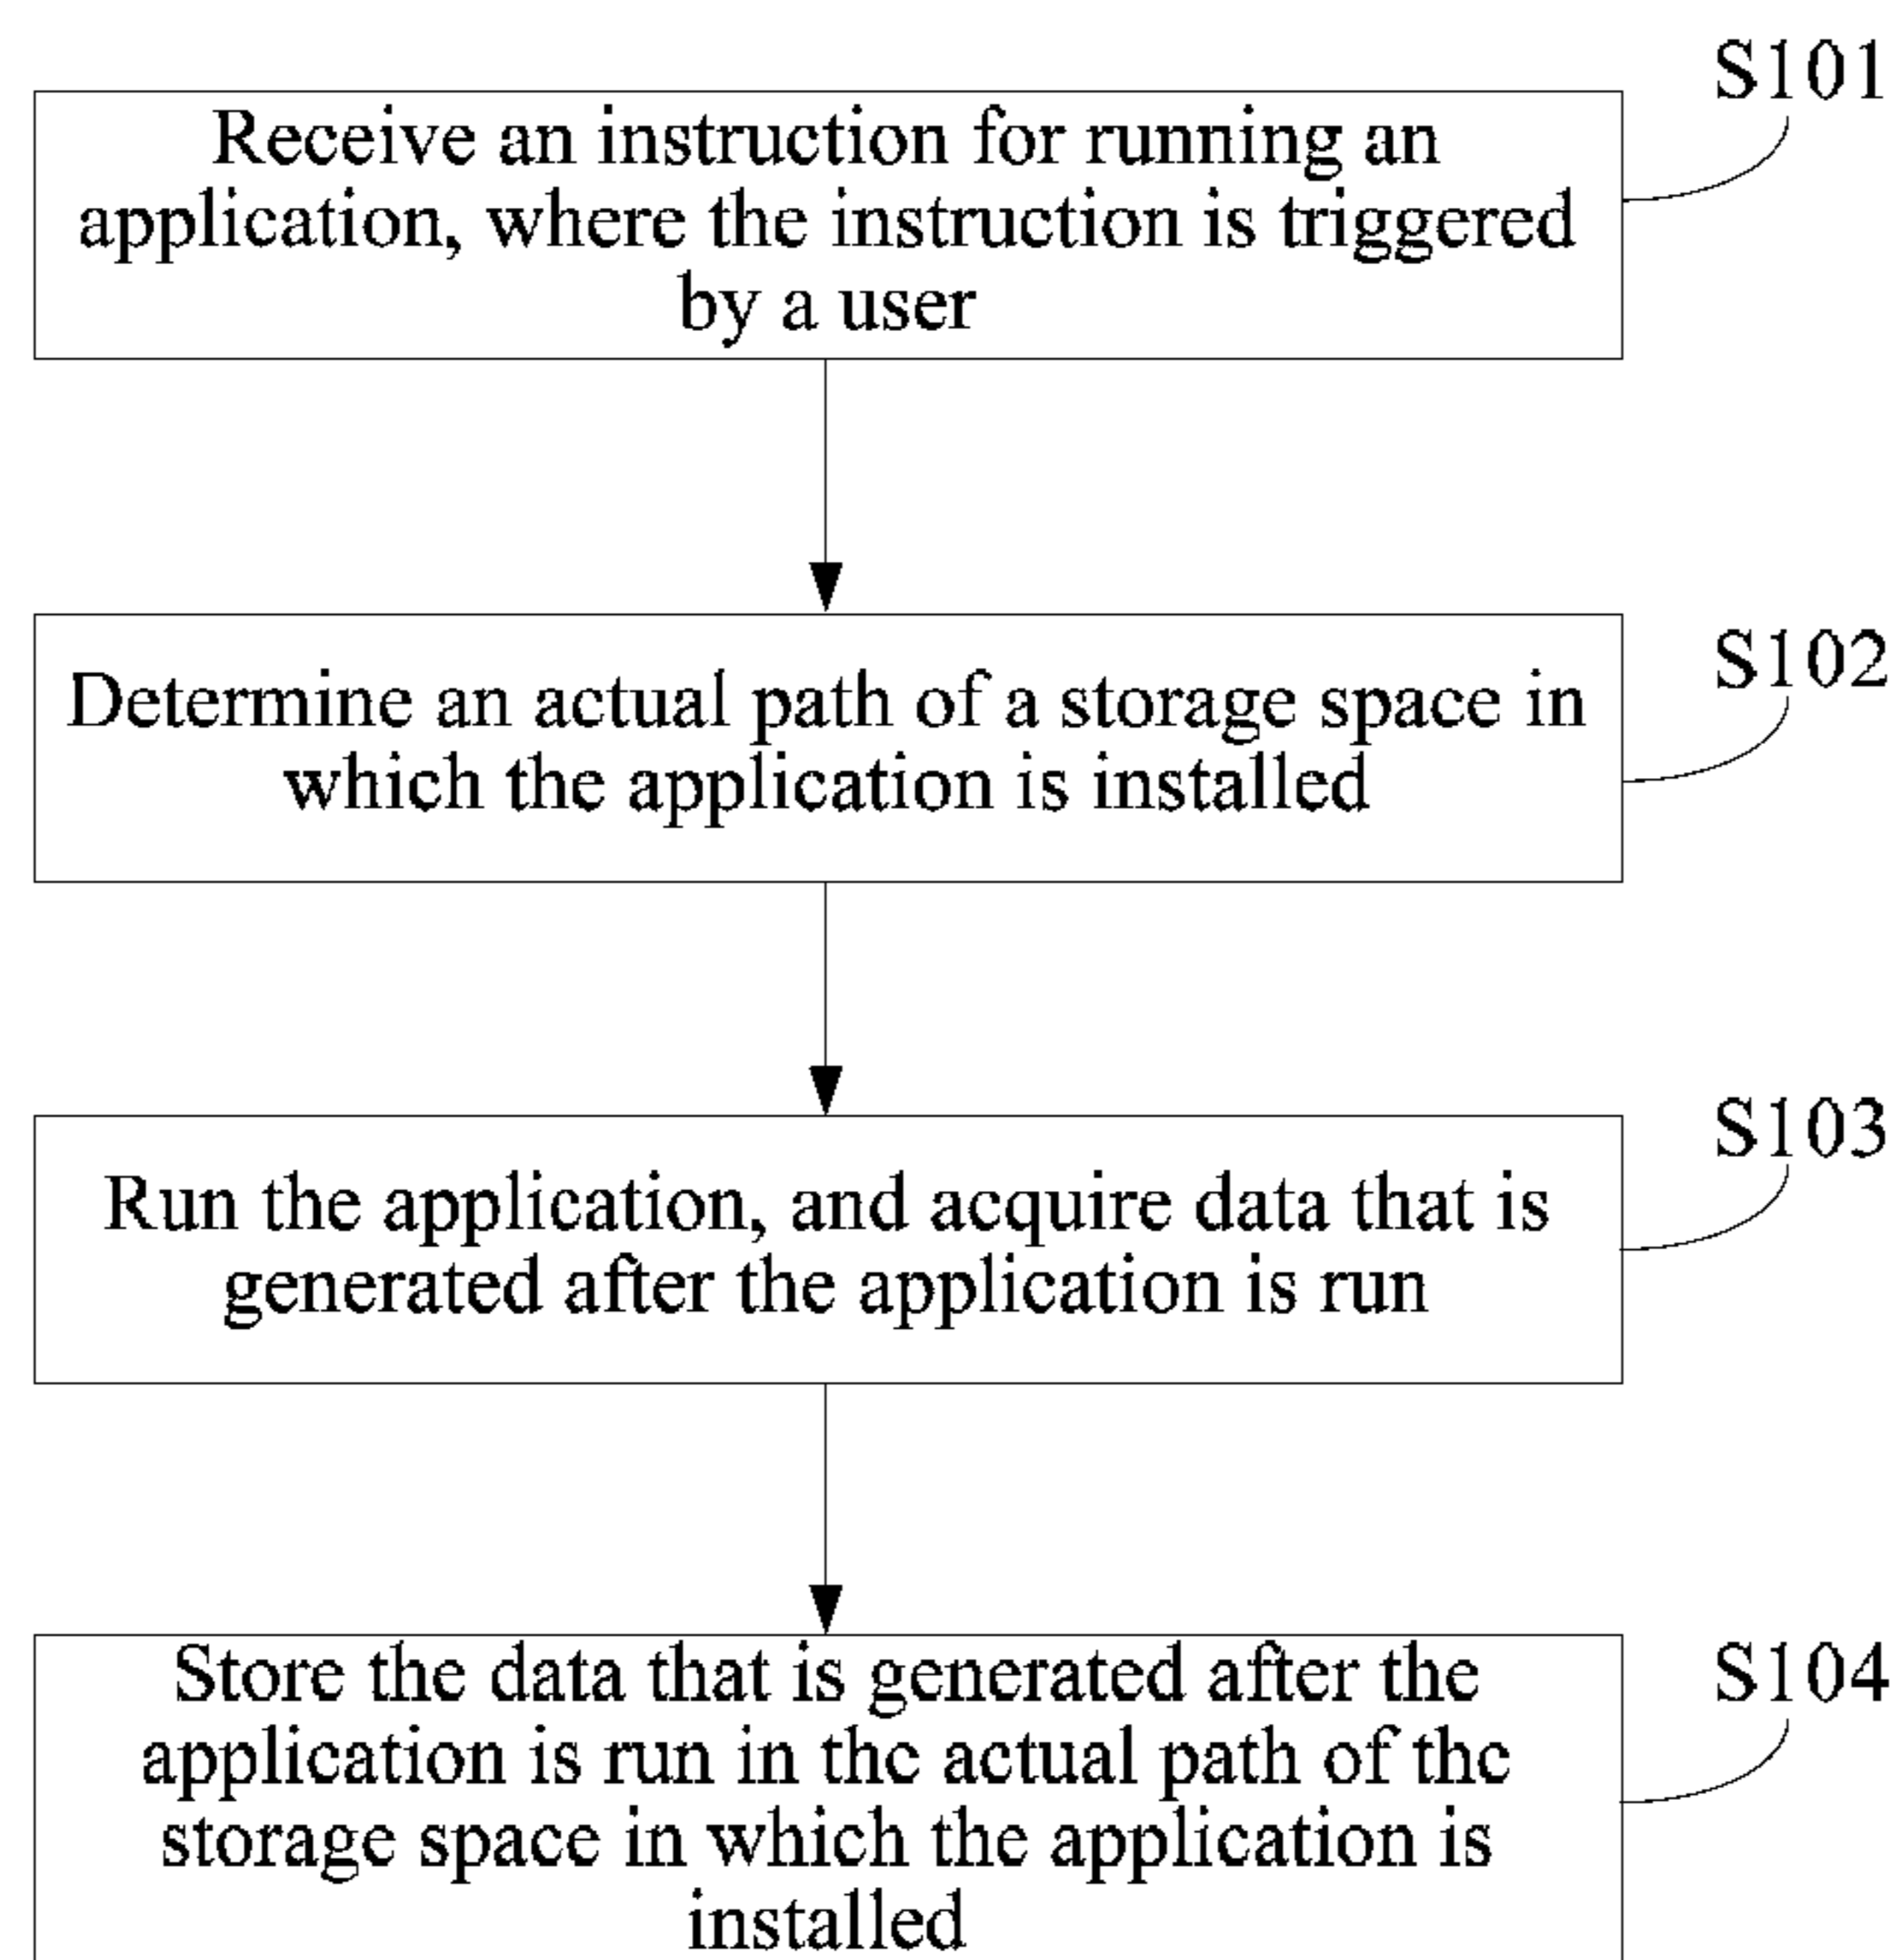 S101
Receive an instruction for running an
application, where the instruction is triggered
by a user
S102
Determine an actual path of a storage space in
which the application is installed
S103
Run the application, and acquire data that is
generated after the application is run
S104
Store the data that is generated after the
application is run in the actual path of the
storage space in which the application is
installed